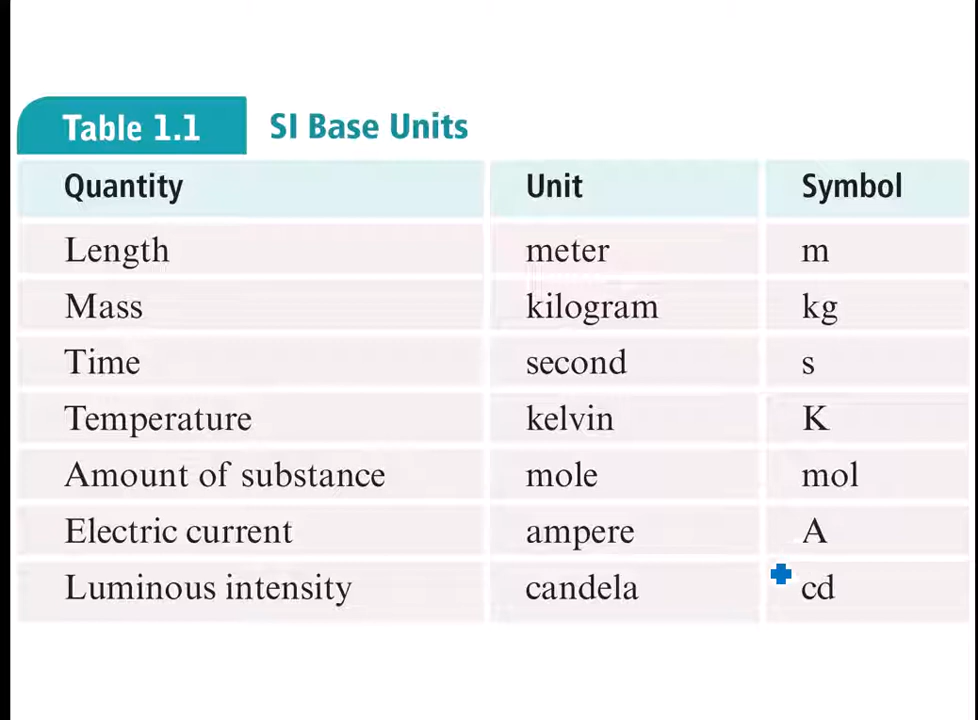 Table 1.1 SI Base Units
Quantity Unit Symbol
Length meter m
Mass kilogram kg
Time second s
Temperature kelvin K
Amount of substance mole mol
Electric current ampere A
Luminous intensity candela cd